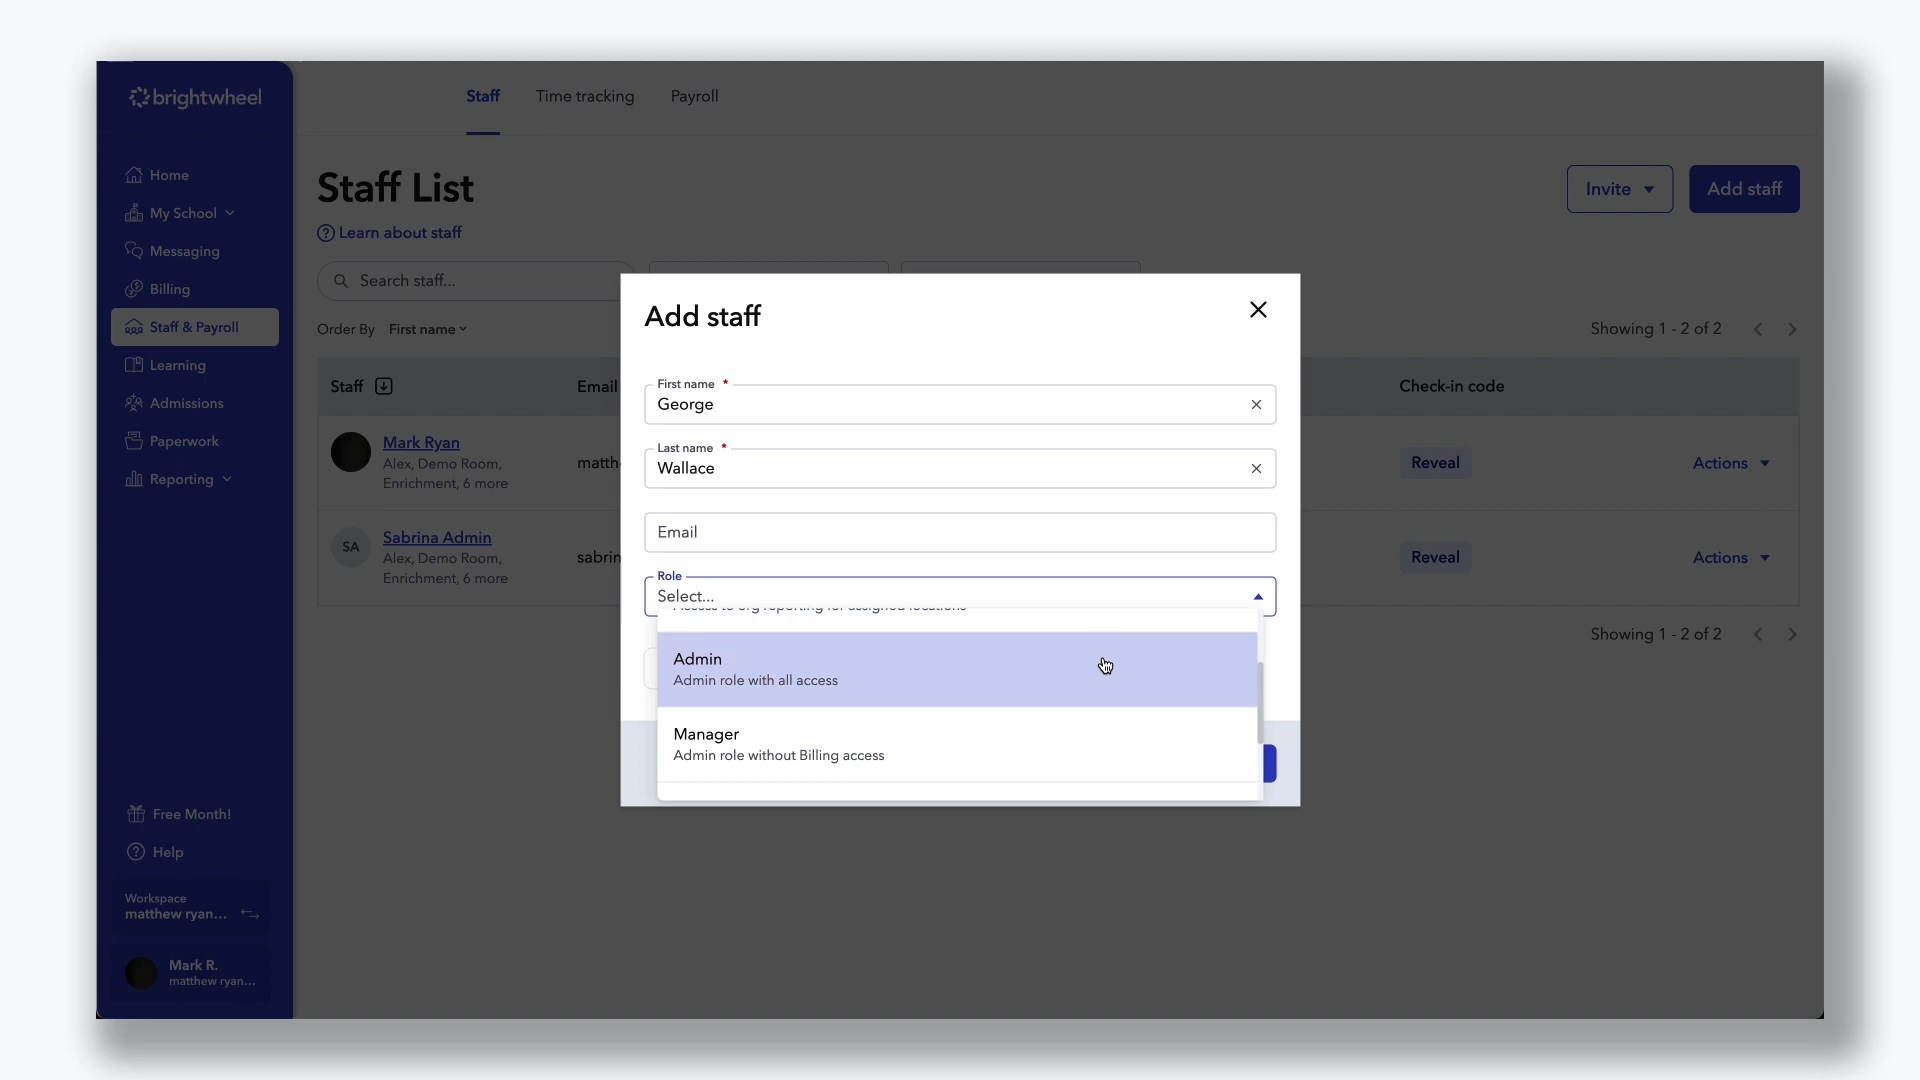 brightwheel
Staff
Time tracking
Payroll
Home
My School
Messaging
Billing
Staff & Payroll
Learning
Admissions
Paperwork
Reporting
Free Month!
Help
Workspace
matthew ryan...
Mark R.
matthew ryan...
Staff List
Learn about staff
Invite
Add staff
Search staff...
Order By First name
Showing 1 - 2 of 2
Staff
Email
Check-in code
Mark Ryan
Alex, Demo Room,
Enrichment, 6 more
matth
Reveal
Actions
SA
Sabrina Admin
Alex, Demo Room,
Enrichment, 6 more
sabrin
Reveal
Actions
Showing 1 - 2 of 2
Add staff
First name *
George
Last name *
Wallace
Email
Role
Select...
Access to org reporting for assigned locations
Admin
Admin role with all access
Manager
Admin role without Billing access